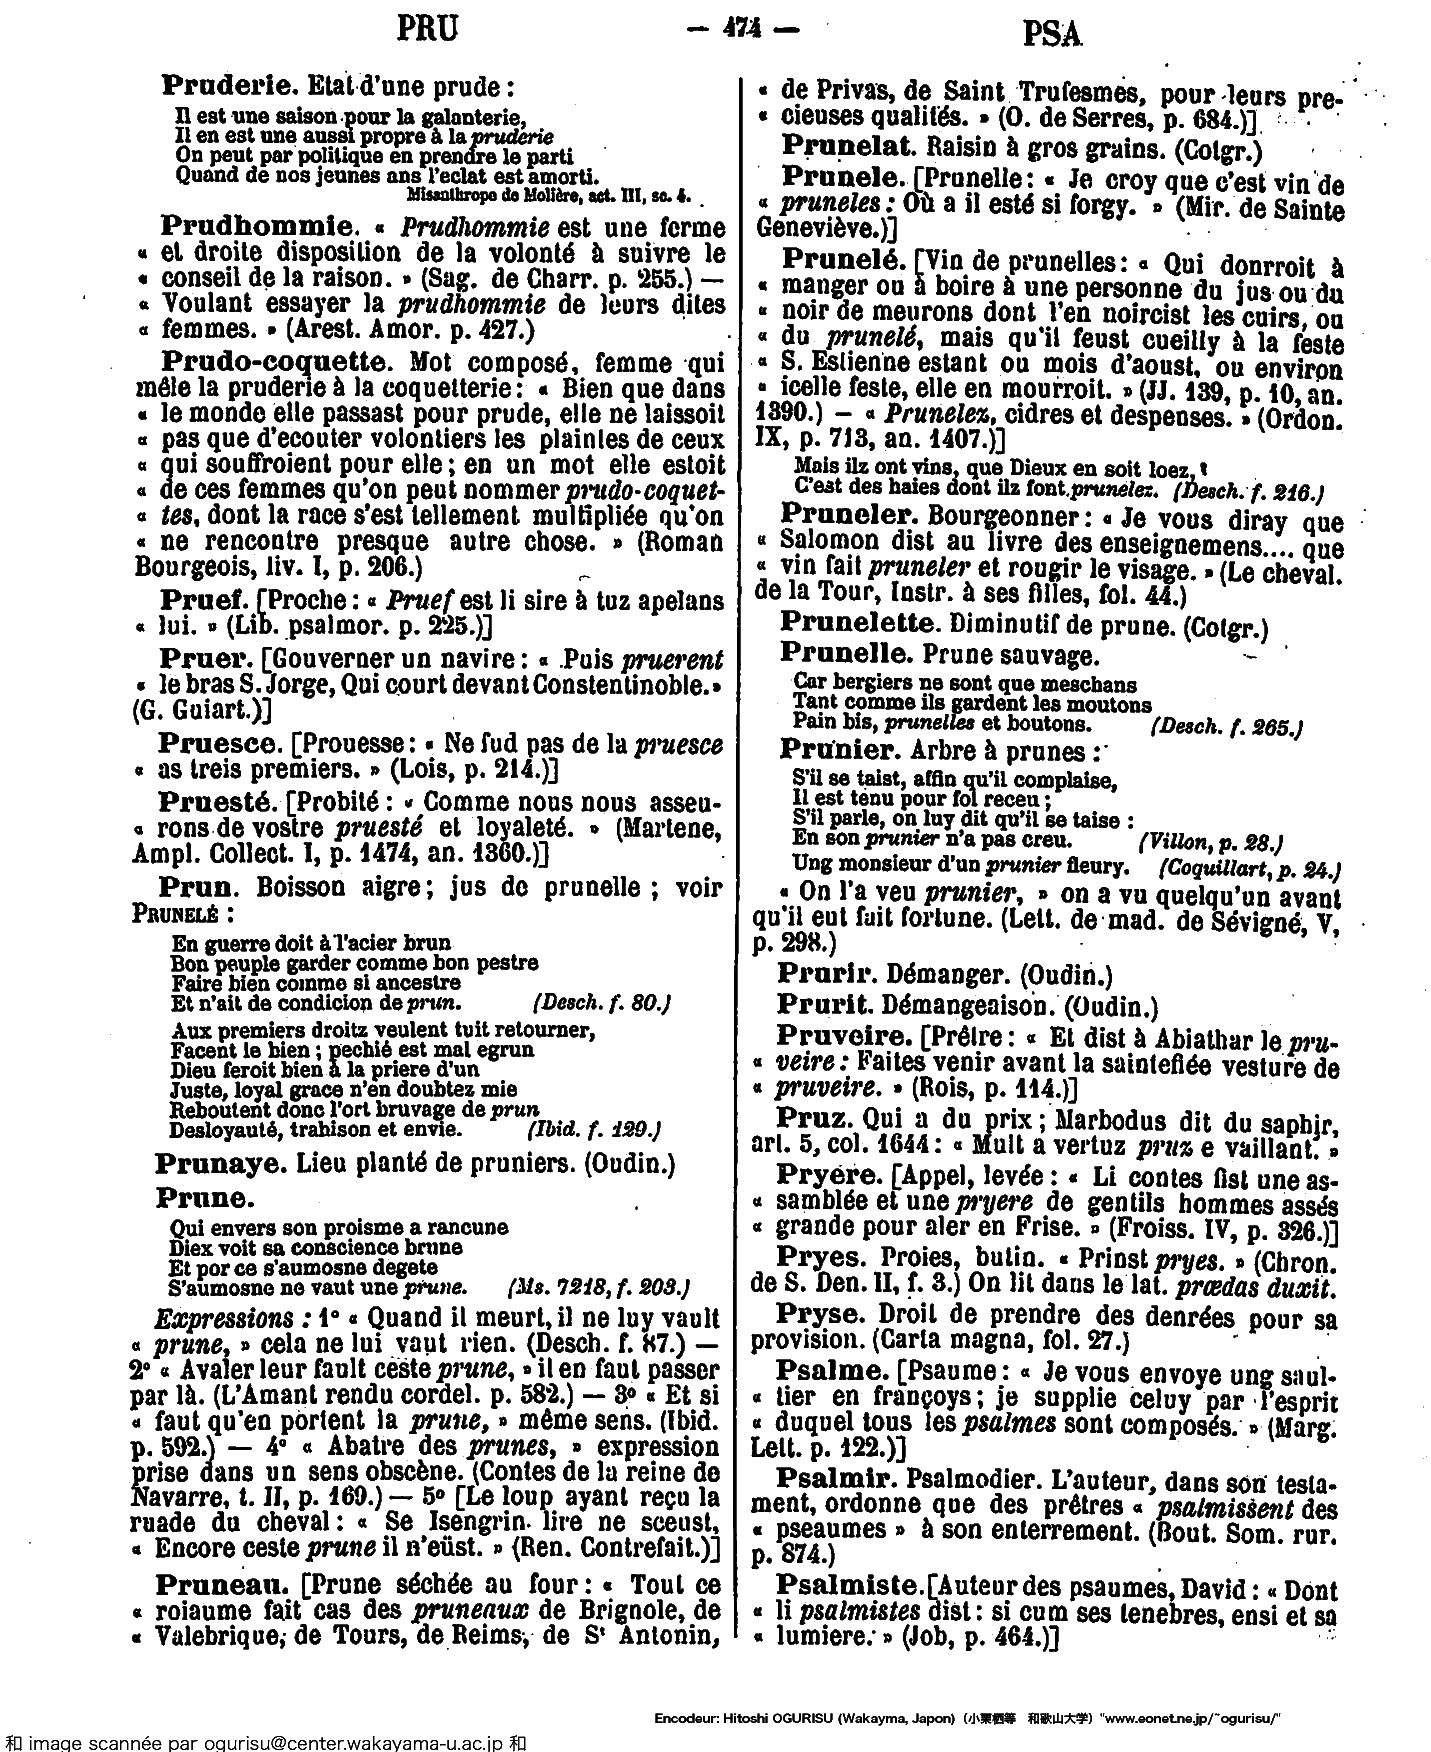 PRU
— 474 —
PSA
Pruderie. Etat d'une prude :
Il est une saison pour la galanterie,
Il en est une aussi propre à la pruderie
On peut par politique en prendre le parti
Quand de nos jeunes ans l'eclat est amorti.
Misanthrope de Molière, act. III, sc. 4.
Prudhommie. « Prudhommie est une ferme
« et droite disposition de la volonté à suivre le
« conseil de la raison. » (Sag. de Charr. p. 255.) —
« Voulant essayer la prudhommie de leurs dites
« femmes. » (Arest. Amor. p. 427.)
Prudo-coquette. Mot composé, femme qui
mêle la pruderie à la coquetterie : « Bien que dans
« le monde elle passast pour prude, elle ne laissoit
« pas que d'ecouter volontiers les plaintes de ceux
« qui souffroient pour elle ; en un mot elle estoit
« de ces femmes qu'on peut nommer prudo-coquet-
« tes, dont la race s'est tellement multipliée qu'on
« ne rencontre presque autre chose. » (Roman
Bourgeois, liv. I, p. 206.)
Pruef. [Proche : « Pruef est li sire à tuz apelans
« lui. » (Lib. psalmor. p. 225.)]
Pruer. [Gouverner un navire : « Puis pruerent
« le bras S. Jorge, Qui court devant Constentinoble. »
(G. Guiart.)]
Pruesce. [Prouesse : « Ne fud pas de la pruesce
« as treis premiers. » (Lois, p. 214.)]
Pruesté. [Probité : « Comme nous nous asseu-
« rons de vostre pruesté et loyaleté. » (Martene,
Ampl. Collect. I, p. 1474, an. 1360.)]
Prun. Boisson aigre ; jus de prunelle ; voir
PRUNELÉ :
En guerre doit à l'acier brun
Bon peuple garder comme bon pestre
Faire bien comme si ancestre
Et n'ait de condicion de prun. (Desch. f. 80.)
Aux premiers droitz veulent tuit retourner,
Facent le bien ; pechié est mal egrun
Dieu feroit bien à la priere d'un
Juste, loyal grace n'en doubtez mie
Reboutent donc l'ort bruvage de prun
Desloyauté, trahison et envie. (Ibid. f. 129.)
Prunaye. Lieu planté de pruniers. (Oudin.)
Prune.
Qui envers son proisme a rancune
Diex voit sa conscience brune
Et por ce s'aumosne degete
S'aumosne ne vaut une prune. (Ms. 7218, f. 203.)
Expressions : 1° « Quand il meurt, il ne luy vault
« prune, » cela ne lui vaut rien. (Desch. f. 87.) —
2° « Avaler leur fault ceste prune, » il en faut passer
par là. (L'Amant rendu cordel. p. 582.) — 3° « Et si
« faut qu'en portent la prune, » même sens. (Ibid.
p. 592.) — 4° « Abatre des prunes, » expression
prise dans un sens obscène. (Contes de la reine de
Navarre, t. II, p. 169.) — 5° [Le loup ayant reçu la
ruade du cheval : « Se Isengrin lire ne sceust,
« Encore ceste prune il n'eüst. » (Ren. Contrefait.)]
Pruneau. [Prune séchée au four : « Tout ce
« roiaume fait cas des pruneaux de Brignole, de
« Valebrique, de Tours, de Reims, de St Antonin,
« de Privas, de Saint Trufesmes, pour leurs pre-
« cieuses qualités. » (O. de Serres, p. 684.)]
Prunelat. Raisin à gros grains. (Cotgr.)
Prunele. [Prunelle : « Je croy que c'est vin de
« pruneles : Où a il esté si forgy. » (Mir. de Sainte
Geneviève.)]
Prunelé. [Vin de prunelles : « Qui donrroit à
« manger ou à boire à une personne du jus ou du
« noir de meurons dont l'en noircist les cuirs, ou
« du prunelé, mais qu'il feust cueilly à la feste
« S. Estienne estant ou mois d'aoust, ou environ
« icelle feste, elle en mourroit. » (JJ. 139, p. 10, an.
1390.) — « Prunelez, cidres et despenses. » (Ordon.
IX, p. 713, an. 1407.)]
Mais ilz ont vins, que Dieux en soit loez,
C'est des haies dont ilz font prunelez. (Desch. f. 216.)
Pruneler. Bourgeonner : « Je vous diray que
« Salomon dist au livre des enseignemens.... que
« vin fait pruneler et rougir le visage. » (Le cheval.
de la Tour, Instr. à ses filles, fol. 44.)
Prunelette. Diminutif de prune. (Cotgr.)
Prunelle. Prune sauvage.
Car bergiers ne sont que meschans
Tant comme ils gardent les moutons
Pain bis, prunelles et boutons. (Desch. f. 265.)
Prunier. Arbre à prunes :
S'il se taist, affin qu'il complaise,
Il est tenu pour fol receu ;
S'il parle, on luy dit qu'il se taise :
En son prunier n'a pas creu. (Villon, p. 28.)
Ung monsieur d'un prunier fleury. (Coquillart, p. 24.)
« On l'a veu prunier, » on a vu quelqu'un avant
qu'il eut fait fortune. (Lett. de mad. de Sévigné, V,
p. 298.)
Prurir. Démanger. (Oudin.)
Prurit. Démangeaison. (Oudin.)
Pruveire. [Prêtre : « Et dist à Abiathar le pru-
« veire : Faites venir avant la saintefiée vesture de
« pruveire. » (Rois, p. 114.)]
Pruz. Qui a du prix ; Marbodus dit du saphir,
art. 5, col. 1644 : « Mult a vertuz pruz e vaillant. »
Pryere. [Appel, levée : « Li contes fist une as-
« samblée et une pryere de gentils hommes assés
« grande pour aler en Frise. » (Froiss. IV, p. 326.)]
Pryes. Proies, butin. « Prinst pryes. » (Chron.
de S. Den. II, f. 3.) On lit dans le lat. prœdas duxit.
Pryse. Droit de prendre des denrées pour sa
provision. (Carta magna, fol. 27.)
Psalme. [Psaume : « Je vous envoye ung saul-
« tier en françoys ; je supplie celuy par l'esprit
« duquel tous les psalmes sont composés. » (Marg.
Lett. p. 122.)]
Psalmir. Psalmodier. L'auteur, dans son testa-
ment, ordonne que des prêtres « psalmissent des
« pseaumes » à son enterrement. (Bout. Som. rur.
p. 874.)
Psalmiste. [Auteur des psaumes, David : « Dont
« li psalmistes dist : si cum ses tenebres, ensi et sa
« lumiere. » (Job, p. 464.)]
Encodeur: Hitoshi OGURISU (Wakayma, Japon) (小栗栖等 和歌山大学) "www.eonet.ne.jp/~ogurisu/"
和 image scannée par ogurisu@center.wakayama-u.ac.jp 和